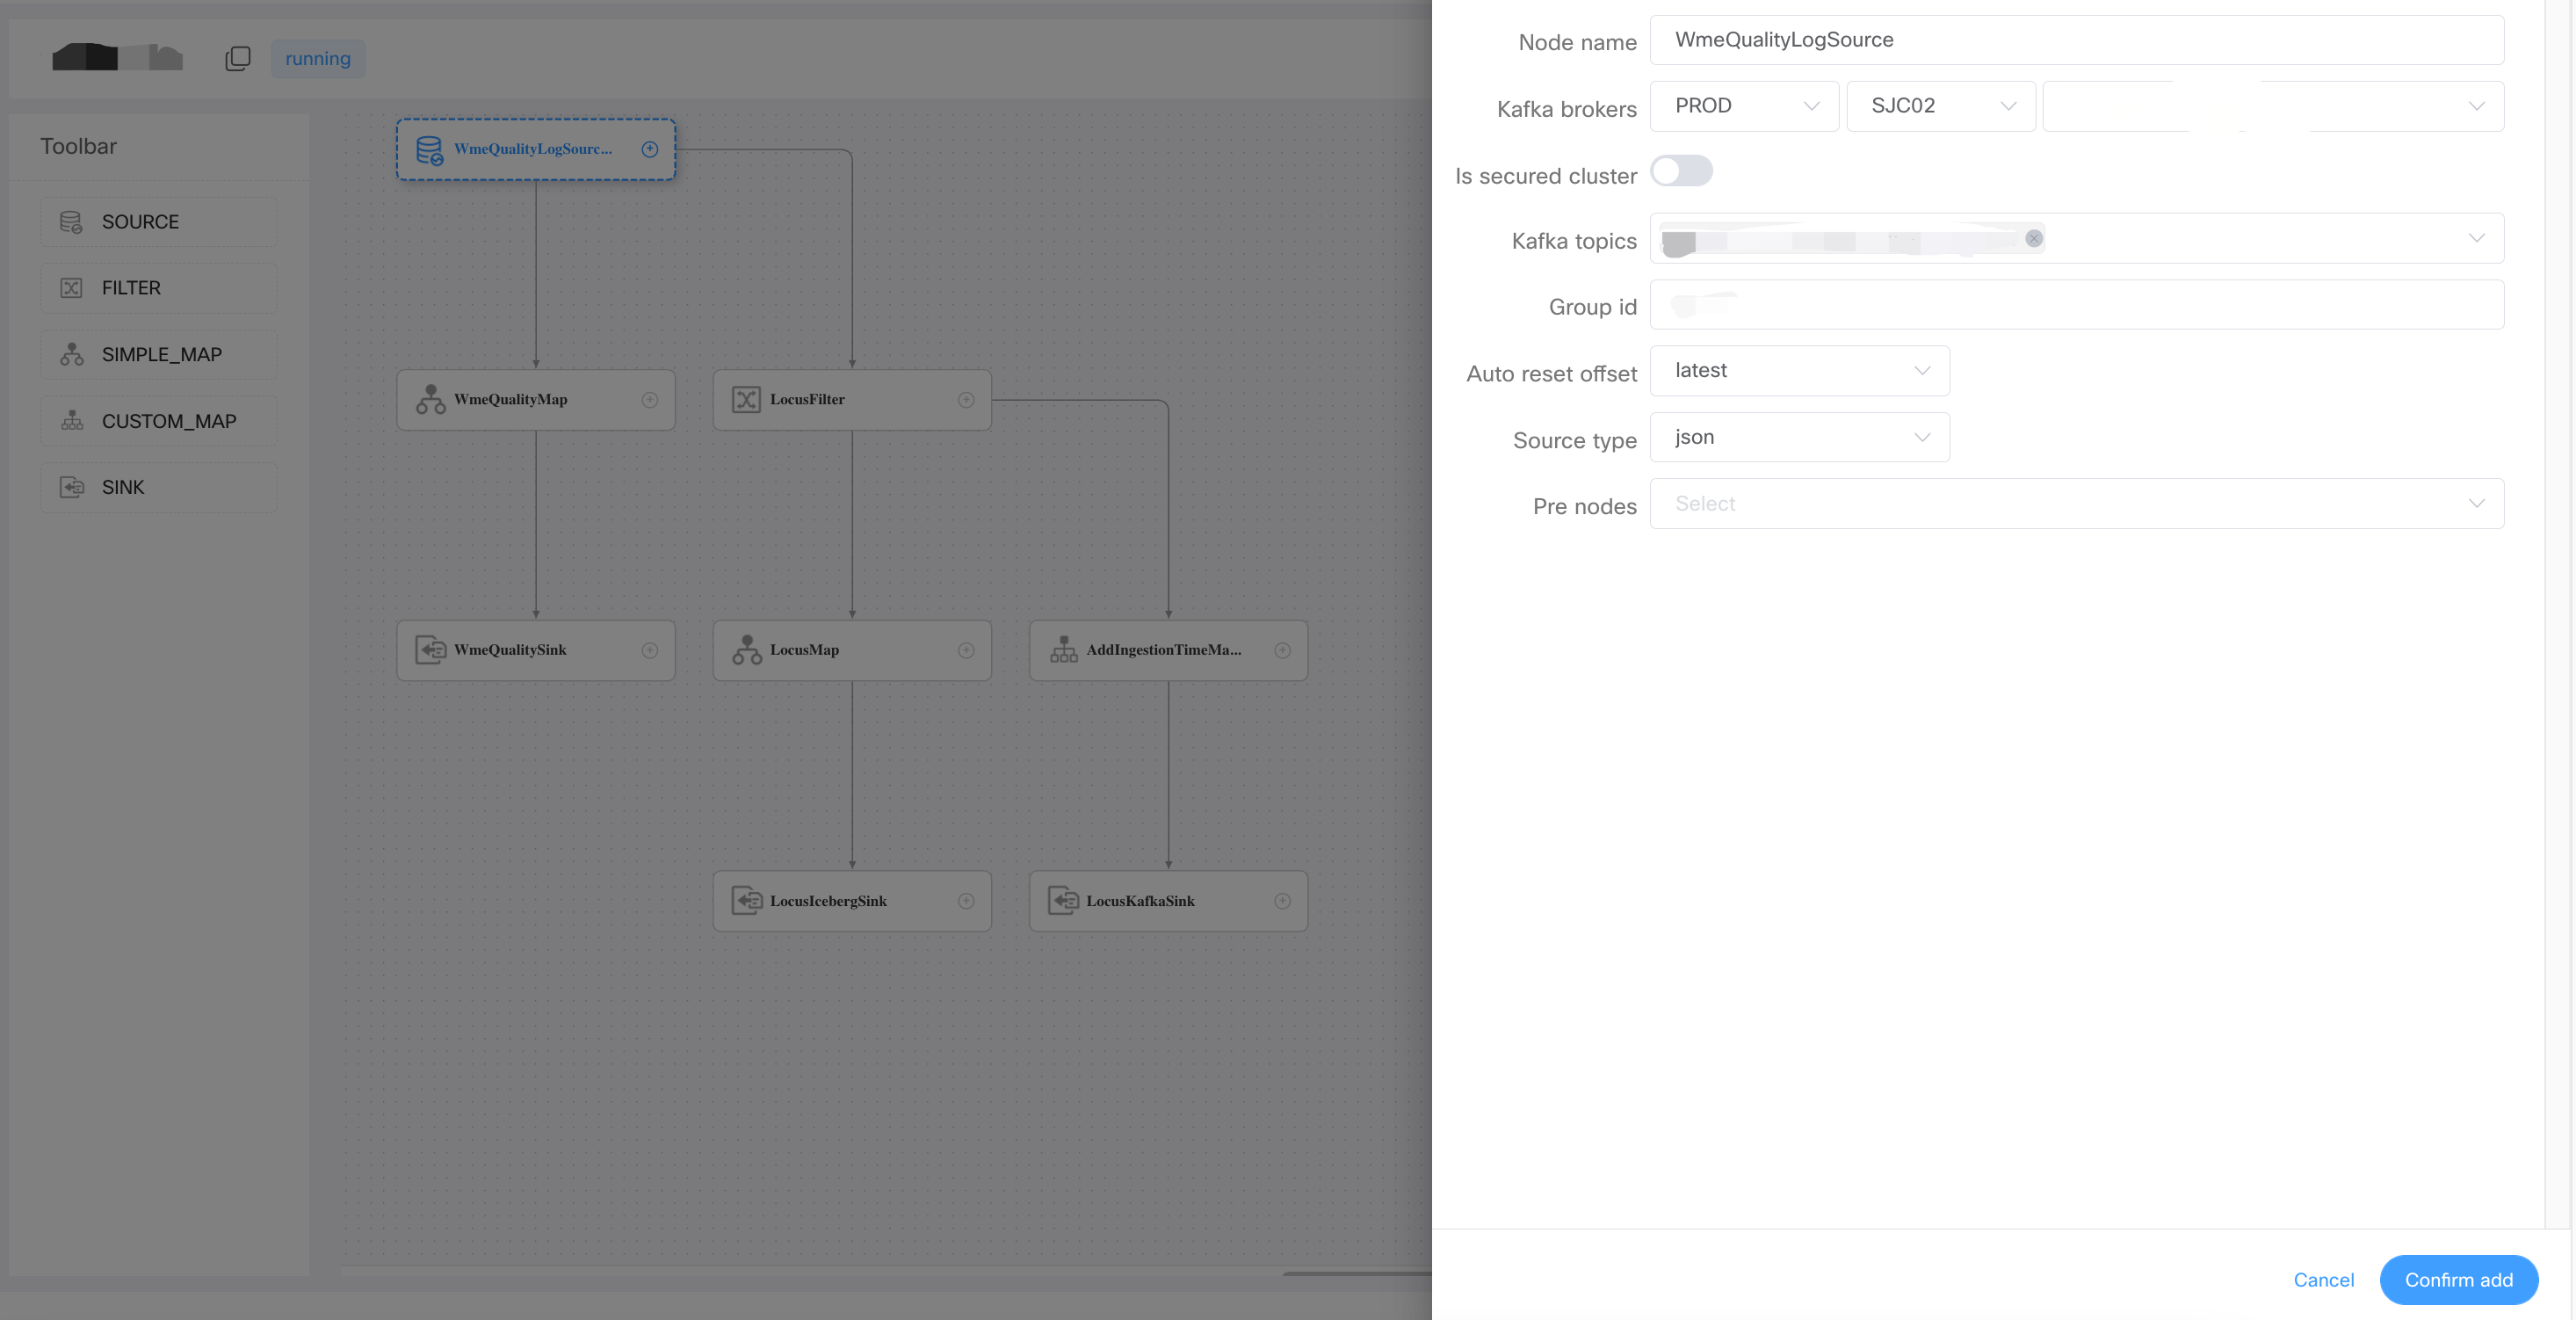 running
Toolbar
SOURCE
FILTER
SIMPLE_MAP
CUSTOM_MAP
SINK
WmeQualityLogSourc...
WmeQualityMap
LocusFilter
WmeQualitySink
LocusMap
AddIngestionTimeMa...
LocusIcebergSink
LocusKafkaSink
Node name WmeQualityLogSource
Kafka brokers PROD SJC02
Is secured cluster
Kafka topics
Group id
Auto reset offset latest
Source type json
Pre nodes Select
Cancel Confirm add